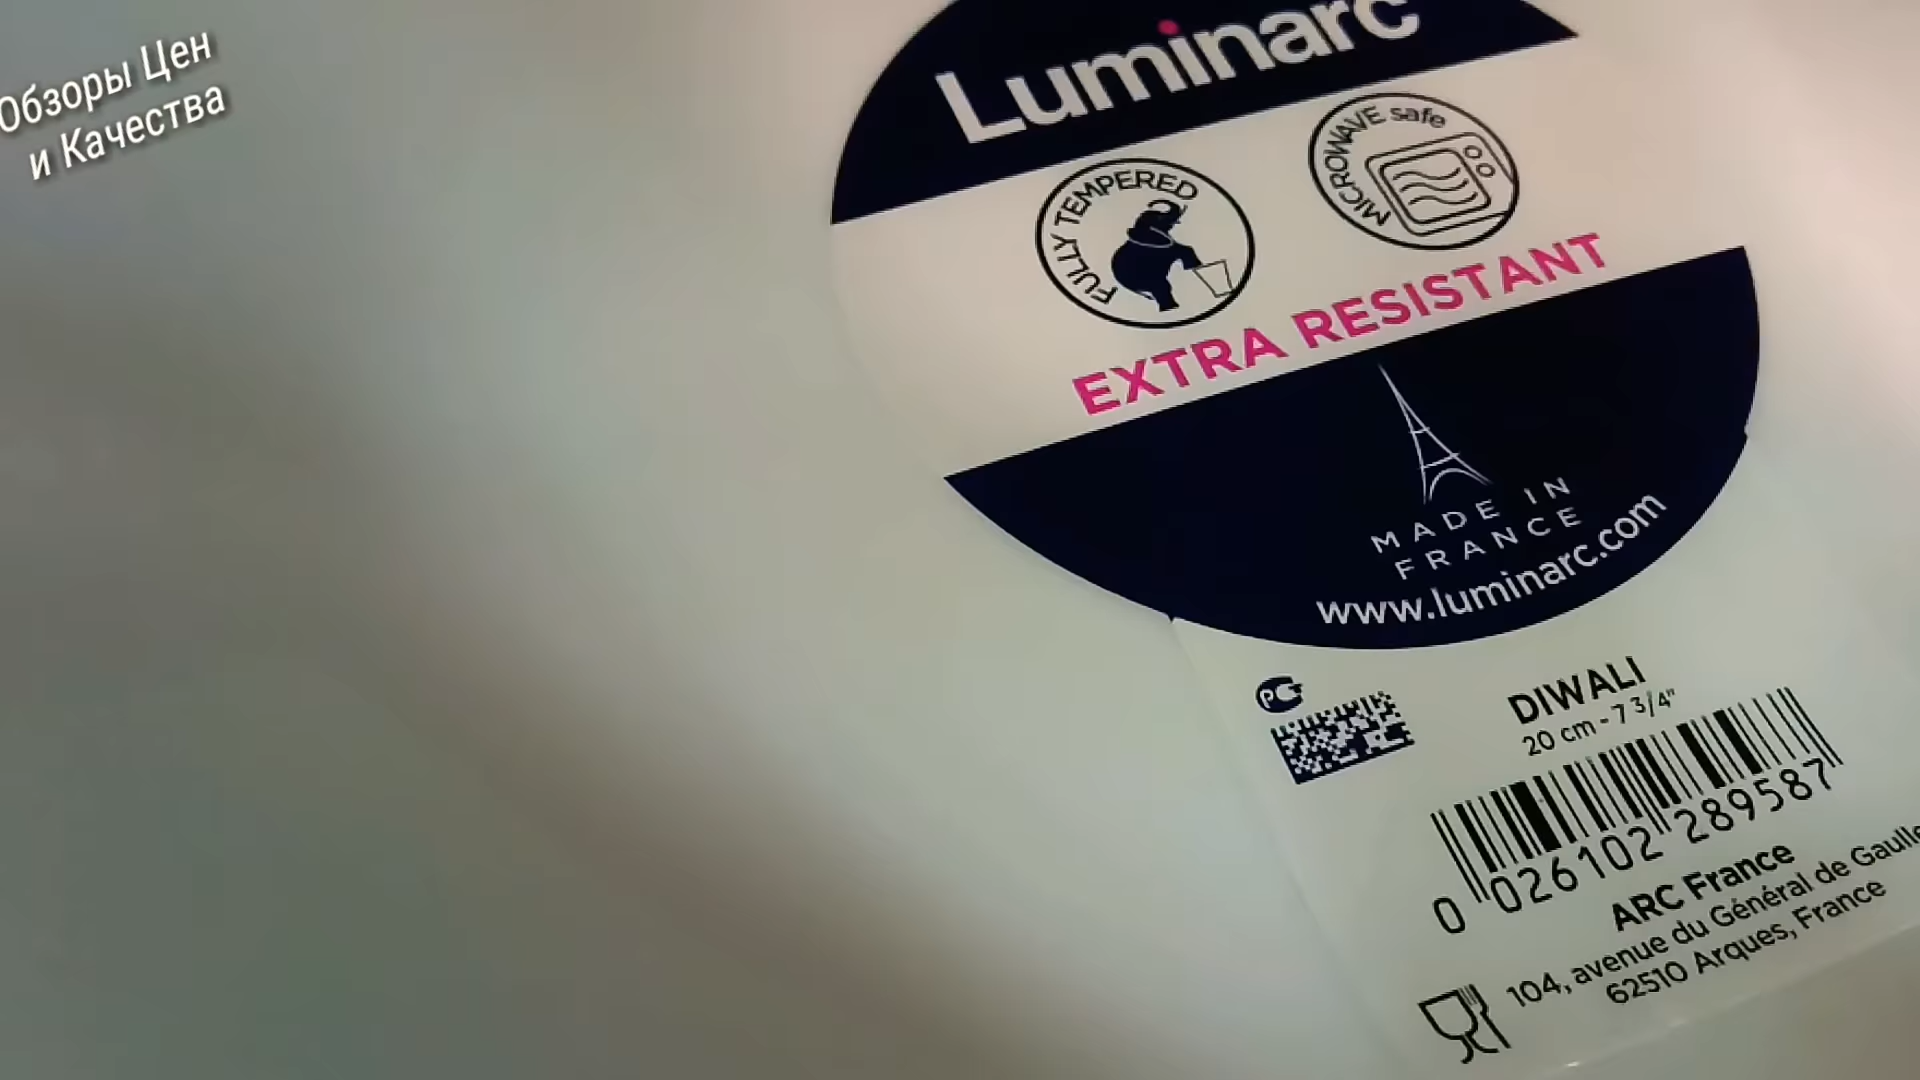 Обзоры Цен
и Качества
Luminarc
FULLY TEMPERED
MICROWAVE safe
EXTRA RESISTANT
MADE IN
FRANCE
www.luminarc.com
РСТ
DIWALI
20 cm - 7 3/4"
0 026102 289587
ARC France
104, avenue du Général de Gaulle
62510 Arques, France